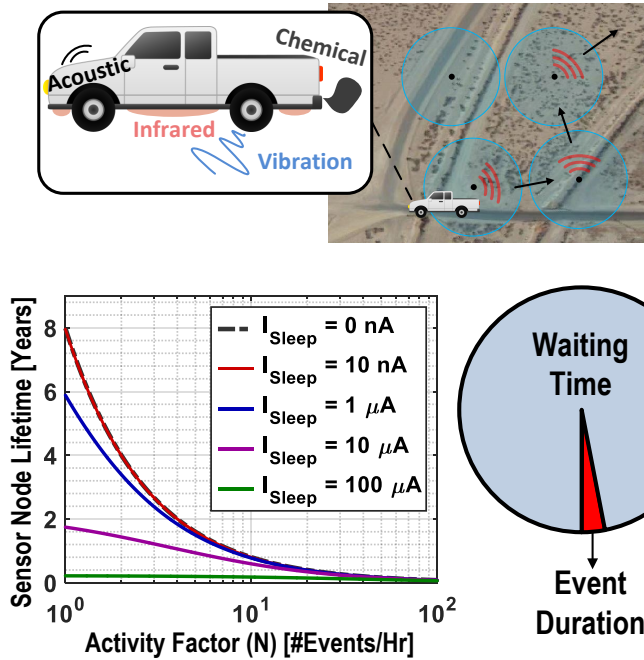 Acoustic
Chemical
Infrared
Vibration
Sensor Node Lifetime [Years]
8
6
4
2
0
10^0
10^1
10^2
Activity Factor (N) [#Events/Hr]
I_Sleep = 0 nA
I_Sleep = 10 nA
I_Sleep = 1 μA
I_Sleep = 10 μA
I_Sleep = 100 μA
Waiting
Time
Event
Duration